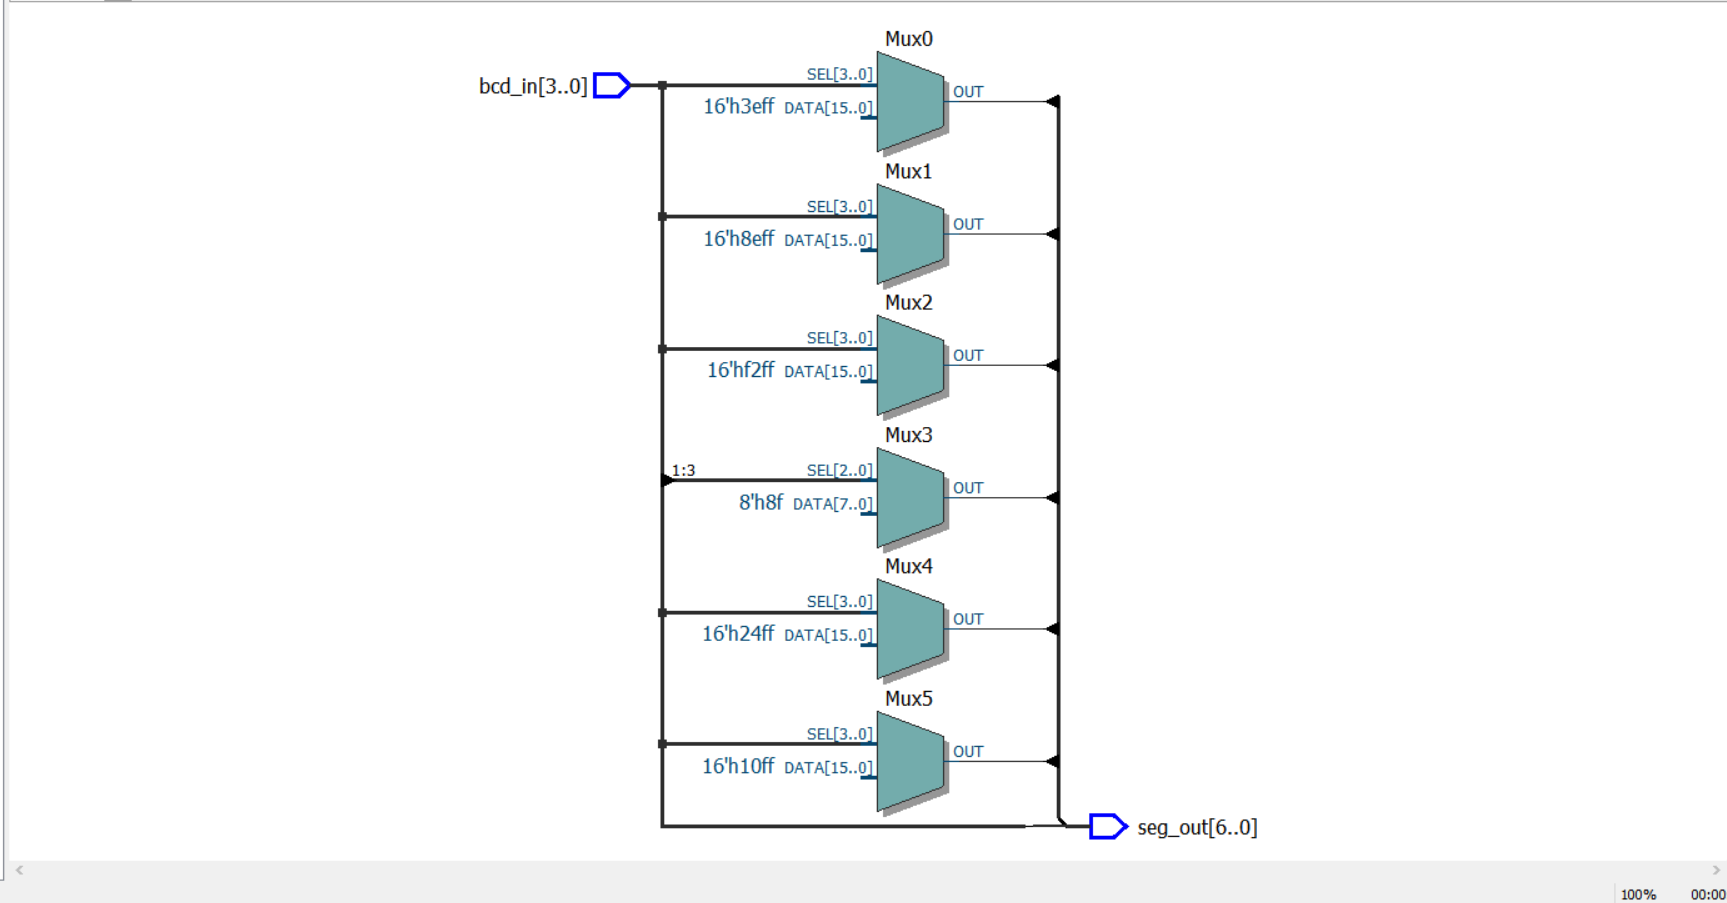 Mux0
bcd_in[3..0]
SEL[3..0]
OUT
16'h3eff DATA[15..0]
Mux1
SEL[3..0]
OUT
16'h8eff DATA[15..0]
Mux2
SEL[3..0]
OUT
16'hf2ff DATA[15..0]
Mux3
1:3
SEL[2..0]
OUT
8'h8f DATA[7..0]
Mux4
SEL[3..0]
OUT
16'h24ff DATA[15..0]
Mux5
SEL[3..0]
OUT
16'h10ff DATA[15..0]
seg_out[6..0]
100% 00:00